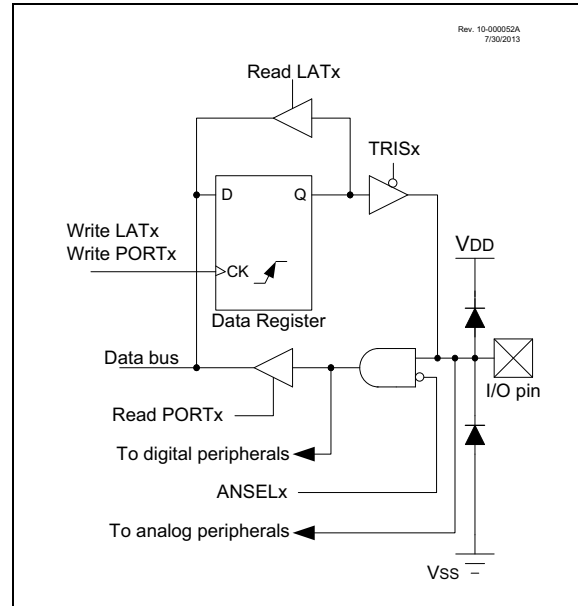 Rev. 10-000052A
7/30/2013
Read LATx
TRISx
D Q
Write LATx
Write PORTx
CK
VDD
Data Register
Data bus
I/O pin
Read PORTx
To digital peripherals
ANSELx
To analog peripherals
VSS